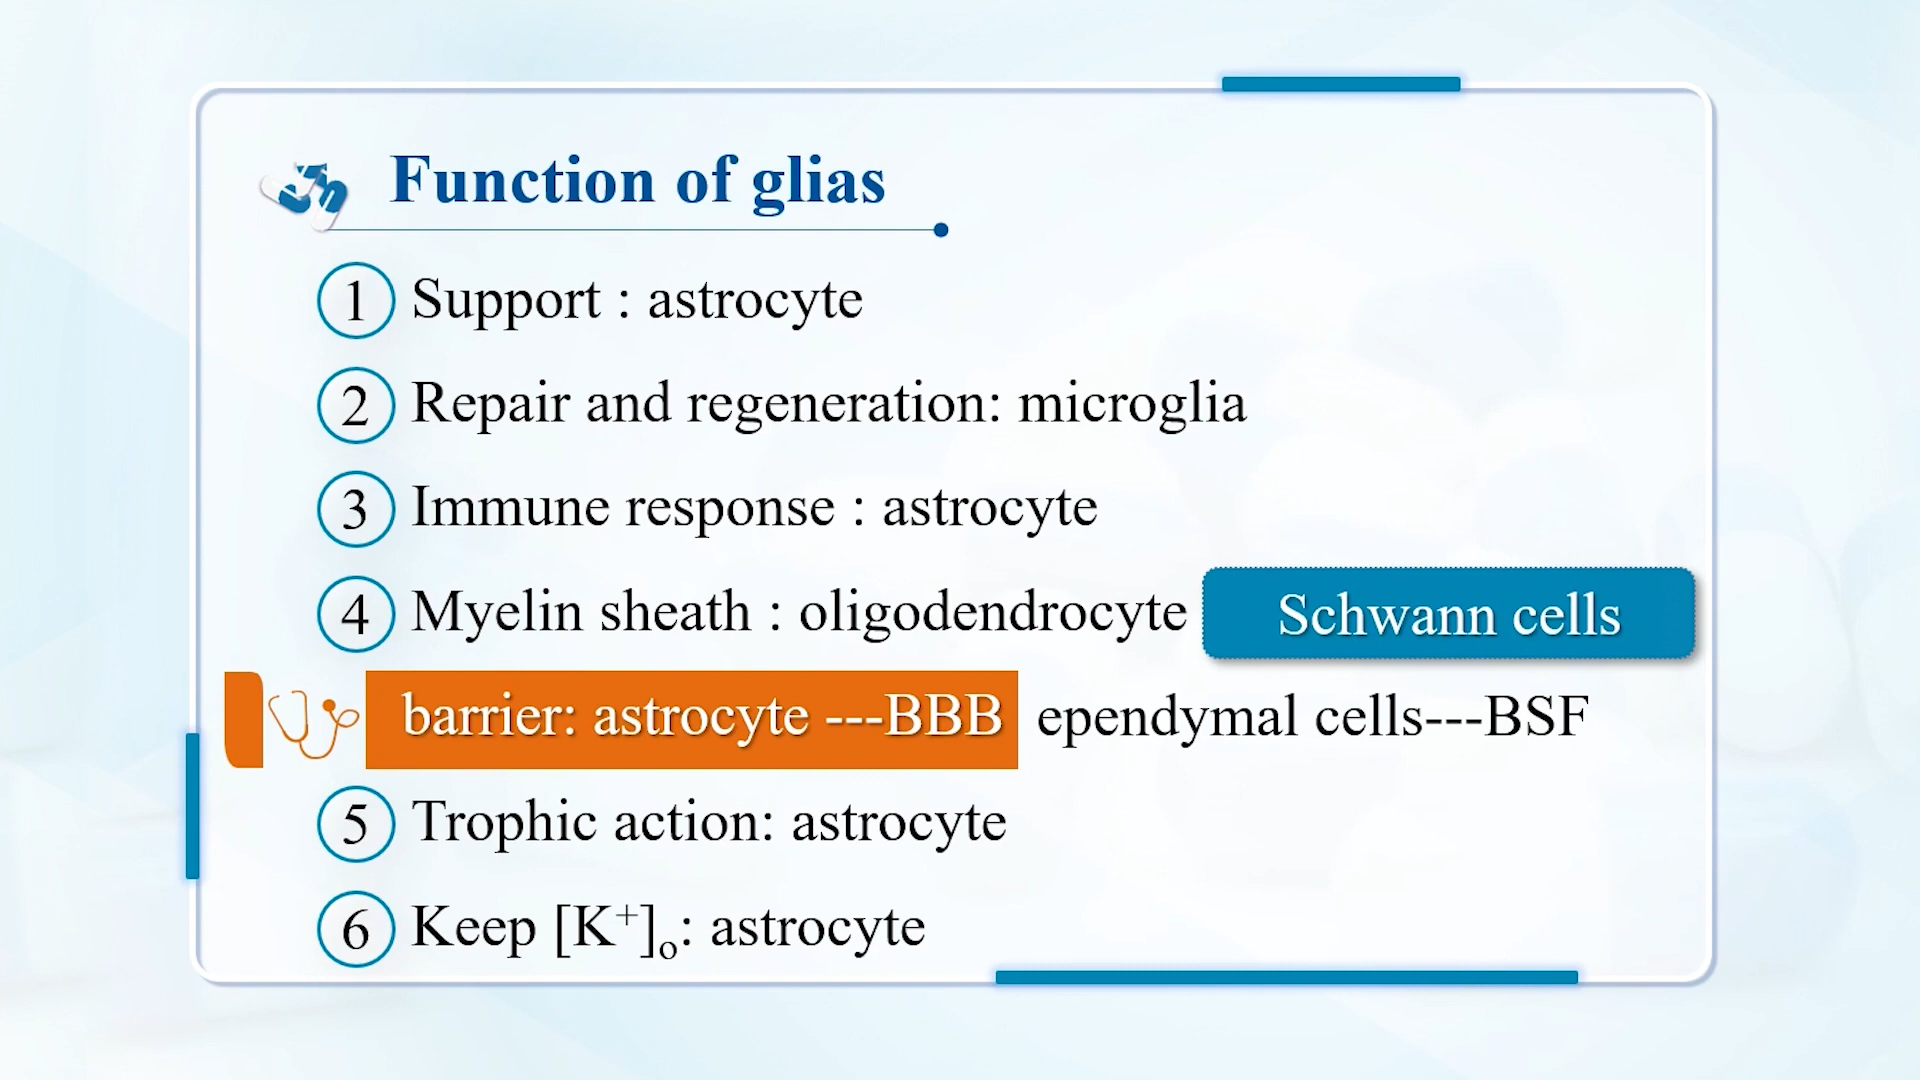 Function of glias
1 Support : astrocyte
2 Repair and regeneration: microglia
3 Immune response : astrocyte
4 Myelin sheath : oligodendrocyte Schwann cells
barrier: astrocyte ---BBB ependymal cells---BSF
5 Trophic action: astrocyte
6 Keep [K⁺]ₒ: astrocyte